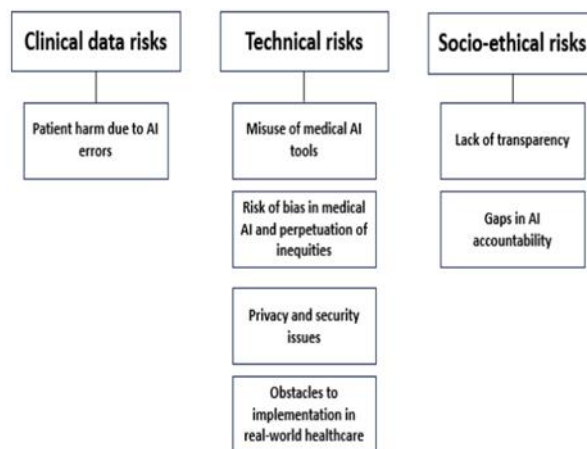 Clinical data risks
Patient harm due to AI
errors
Technical risks
Misuse of medical AI
tools
Risk of bias in medical
AI and perpetuation of
inequities
Privacy and security
issues
Obstacles to
implementation in
real-world healthcare
Socio-ethical risks
Lack of transparency
Gaps in AI
accountability